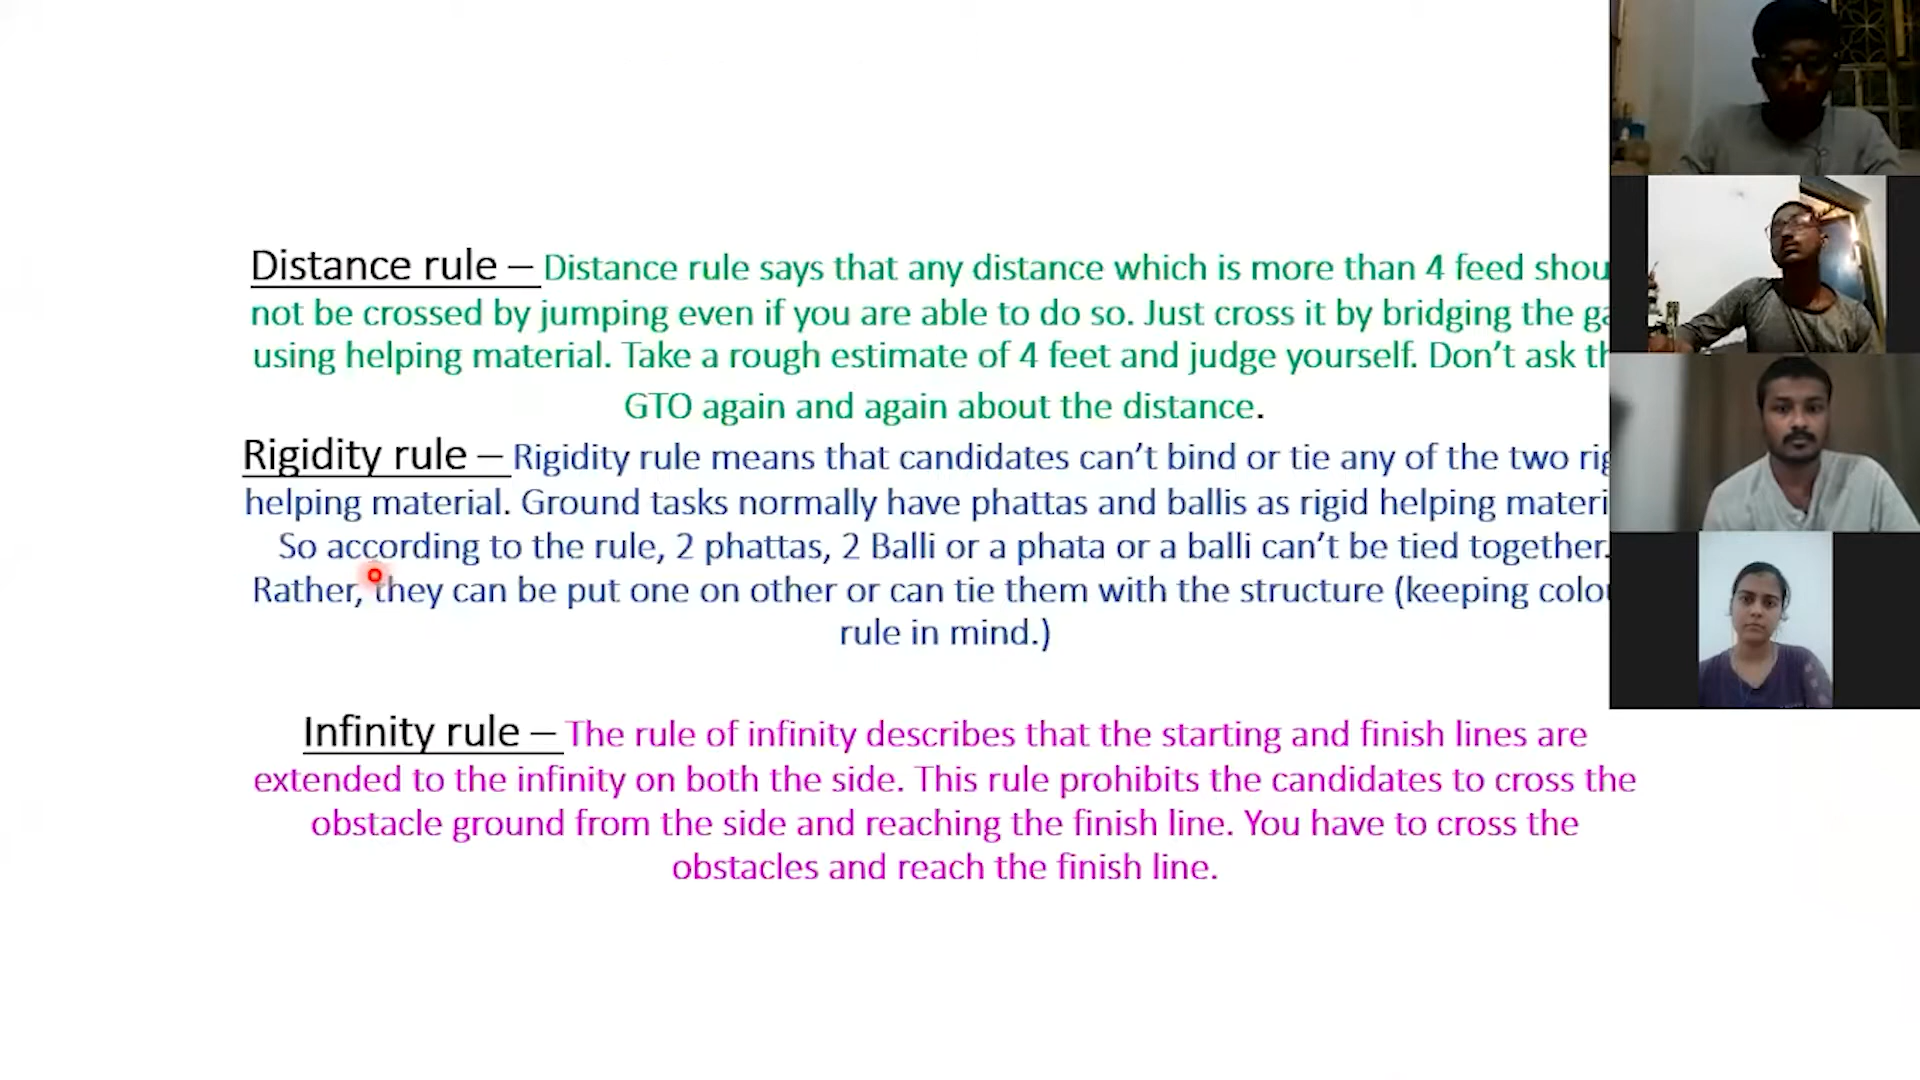 Distance rule – Distance rule says that any distance which is more than 4 feed shou
not be crossed by jumping even if you are able to do so. Just cross it by bridging the ga
using helping material. Take a rough estimate of 4 feet and judge yourself. Don’t ask th
GTO again and again about the distance.
Rigidity rule – Rigidity rule means that candidates can’t bind or tie any of the two rig
helping material. Ground tasks normally have phattas and ballis as rigid helping materi
So according to the rule, 2 phattas, 2 Balli or a phata or a balli can’t be tied together.
Rather, they can be put one on other or can tie them with the structure (keeping colou
rule in mind.)
Infinity rule – The rule of infinity describes that the starting and finish lines are
extended to the infinity on both the side. This rule prohibits the candidates to cross the
obstacle ground from the side and reaching the finish line. You have to cross the
obstacles and reach the finish line.